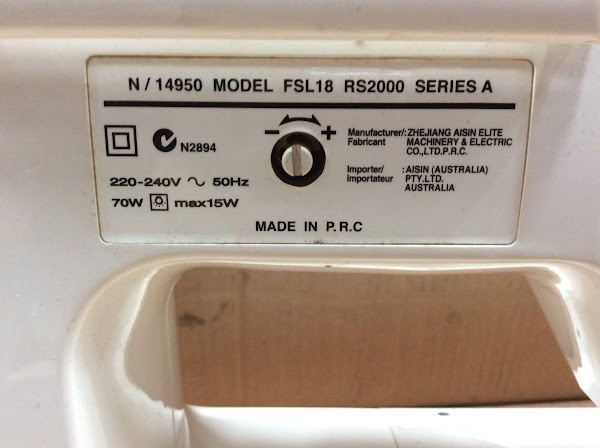 N / 14950 MODEL FSL18 RS2000 SERIES A
N2894
220-240V ~ 50Hz
70W max15W
- +
Manufacturer/: ZHEJIANG AISIN ELITE
Fabricant MACHINERY & ELECTRIC
CO.,LTD.P.R.C.
Importer/ : AISIN (AUSTRALIA)
Importateur PTY.LTD.
AUSTRALIA
MADE IN P.R.C